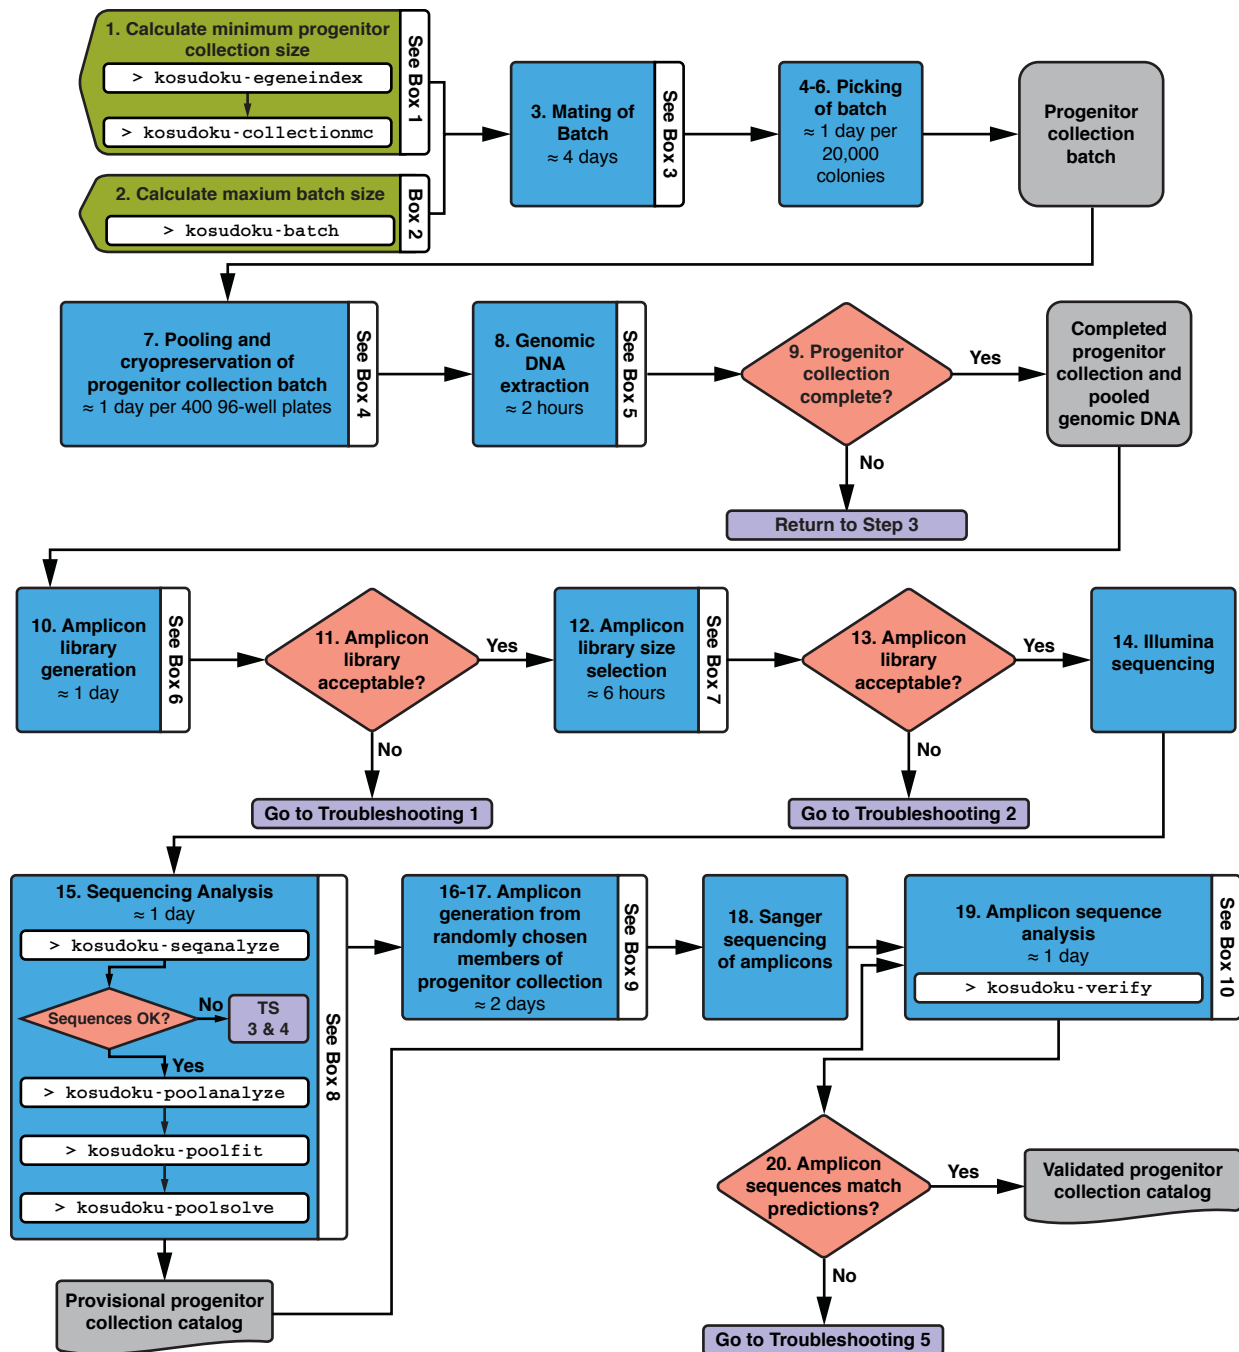 1. Calculate minimum progenitor
collection size
> kosudoku-egeneindex
> kosudoku-collectionmc
See Box 1
2. Calculate maxium batch size
> kosudoku-batch
Box 2
3. Mating of
Batch
≈ 4 days
See Box 3
4-6. Picking
of batch
≈ 1 day per
20,000
colonies
Progenitor
collection
batch
7. Pooling and
cryopreservation of
progenitor collection batch
≈ 1 day per 400 96-well plates
See Box 4
8. Genomic
DNA
extraction
≈ 2 hours
See Box 5
9. Progenitor
collection
complete?
Yes
No
Return to Step 3
Completed
progenitor
collection and
pooled
genomic DNA
10. Amplicon
library
generation
≈ 1 day
See Box 6
11. Amplicon
library
acceptable?
Yes
No
Go to Troubleshooting 1
12. Amplicon
library size
selection
≈ 6 hours
See Box 7
13. Amplicon
library
acceptable?
Yes
No
Go to Troubleshooting 2
14. Illumina
sequencing
15. Sequencing Analysis
≈ 1 day
> kosudoku-seqanalyze
Sequences OK?
No
TS
3 & 4
Yes
> kosudoku-poolanalyze
> kosudoku-poolfit
> kosudoku-poolsolve
See Box 8
Provisional progenitor
collection catalog
16-17. Amplicon
generation from
randomly chosen
members of
progenitor collection
≈ 2 days
See Box 9
18. Sanger
sequencing
of amplicons
19. Amplicon sequence
analysis
≈ 1 day
> kosudoku-verify
See Box 10
20. Amplicon
sequences match
predictions?
Yes
No
Go to Troubleshooting 5
Validated progenitor
collection catalog